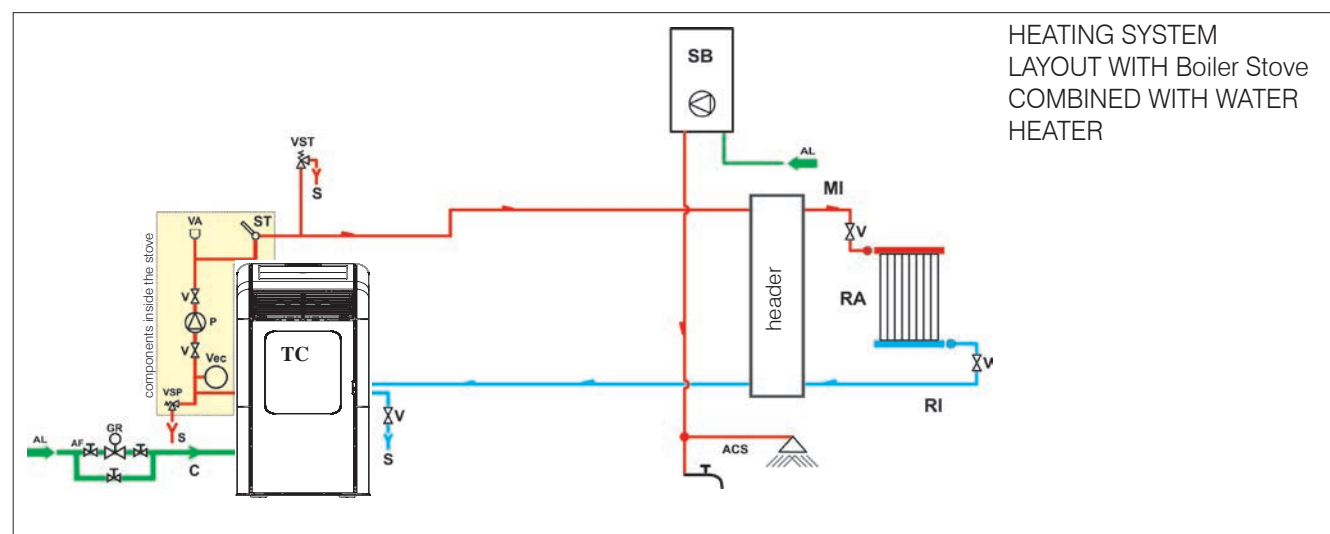 HEATING SYSTEM
LAYOUT WITH Boiler Stove
COMBINED WITH WATER
HEATER
SB
AL
VST
S
MI
VA
ST
V
components inside the stove
V
P
V
Vec
VSP
S
TC
header
RA
V
RI
V
S
AL
AF
GR
C
ACS